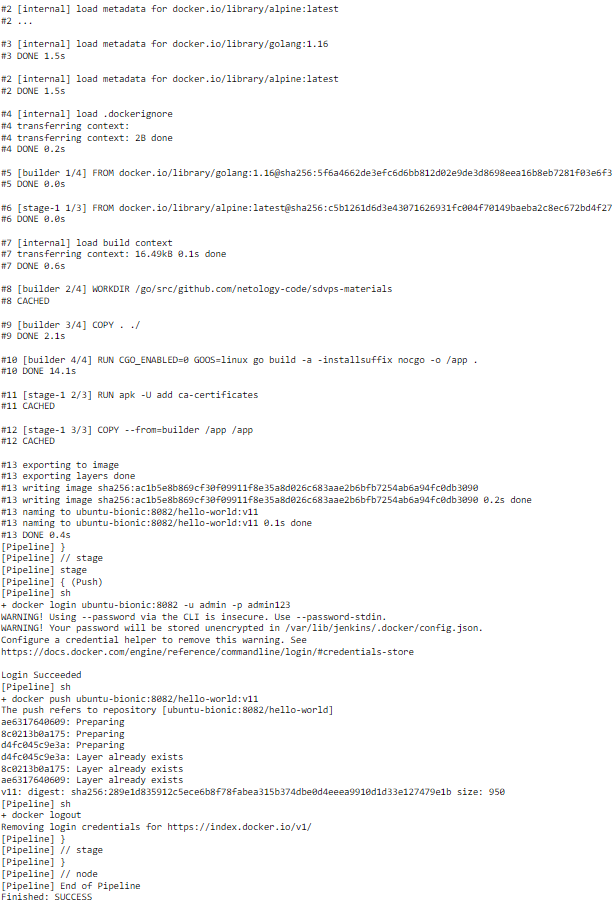 #2 [internal] load metadata for docker.io/library/alpine:latest
#2 ...
#3 [internal] load metadata for docker.io/library/golang:1.16
#3 DONE 1.5s
#2 [internal] load metadata for docker.io/library/alpine:latest
#2 DONE 1.5s
#4 [internal] load .dockerignore
#4 transferring context:
#4 transferring context: 2B done
#4 DONE 0.2s
#5 [builder 1/4] FROM docker.io/library/golang:1.16@sha256:5f6a4662de3efc6d6bb812d02e9de3d8698eea16b8eb7281f03e6f3
#5 DONE 0.0s
#6 [stage-1 1/3] FROM docker.io/library/alpine:latest@sha256:c5b1261d6d3e43071626931fc004f70149baeba2c8ec672bd4f27
#6 DONE 0.0s
#7 [internal] load build context
#7 transferring context: 16.49kB 0.1s done
#7 DONE 0.6s
#8 [builder 2/4] WORKDIR /go/src/github.com/netology-code/sdvps-materials
#8 CACHED
#9 [builder 3/4] COPY . ./
#9 DONE 2.1s
#10 [builder 4/4] RUN CGO_ENABLED=0 GOOS=linux go build -a -installsuffix nocgo -o /app .
#10 DONE 14.1s
#11 [stage-1 2/3] RUN apk -U add ca-certificates
#11 CACHED
#12 [stage-1 3/3] COPY --from=builder /app /app
#12 CACHED
#13 exporting to image
#13 exporting layers done
#13 writing image sha256:ac1b5e8b869cf30f09911f8e35a8d026c683aae2b6bfb7254ab6a94fc0db3090
#13 writing image sha256:ac1b5e8b869cf30f09911f8e35a8d026c683aae2b6bfb7254ab6a94fc0db3090 0.2s done
#13 naming to ubuntu-bionic:8082/hello-world:v11
#13 naming to ubuntu-bionic:8082/hello-world:v11 0.1s done
#13 DONE 0.4s
[Pipeline] }
[Pipeline] // stage
[Pipeline] stage
[Pipeline] { (Push)
[Pipeline] sh
+ docker login ubuntu-bionic:8082 -u admin -p admin123
WARNING! Using --password via the CLI is insecure. Use --password-stdin.
WARNING! Your password will be stored unencrypted in /var/lib/jenkins/.docker/config.json.
Configure a credential helper to remove this warning. See
https://docs.docker.com/engine/reference/commandline/login/#credentials-store
Login Succeeded
[Pipeline] sh
+ docker push ubuntu-bionic:8082/hello-world:v11
The push refers to repository [ubuntu-bionic:8082/hello-world]
ae6317640609: Preparing
8c0213b0a175: Preparing
d4fc045c9e3a: Preparing
d4fc045c9e3a: Layer already exists
8c0213b0a175: Layer already exists
ae6317640609: Layer already exists
v11: digest: sha256:289e1d835912c5ece6b8f78fabea315b374dbe0d4eeea9910d1d33e127479e1b size: 950
[Pipeline] sh
+ docker logout
Removing login credentials for https://index.docker.io/v1/
[Pipeline] }
[Pipeline] // stage
[Pipeline] }
[Pipeline] // node
[Pipeline] End of Pipeline
Finished: SUCCESS